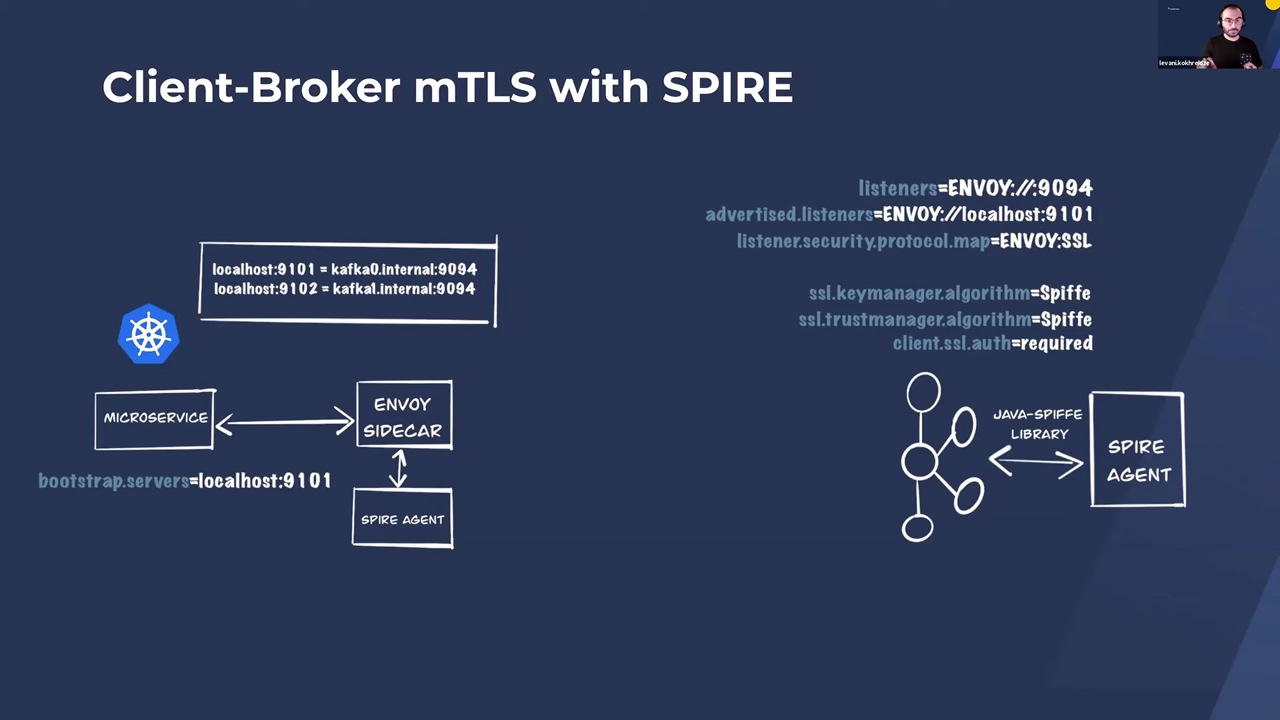 Client-Broker mTLS with SPIRE
listeners=ENVOY://:9094
advertised.listeners=ENVOY://localhost:9101
listener.security.protocol.map=ENVOY:SSL
localhost:9101 = kafka0.internal:9094
localhost:9102 = kafka1.internal:9094
ssl.keymanager.algorithm=Spiffe
ssl.trustmanager.algorithm=Spiffe
client.ssl.auth=required
MICROSERVICE
ENVOY
SIDECAR
bootstrap.servers=localhost:9101
SPIRE AGENT
JAVA-SPIFFE
LIBRARY
SPIRE
AGENT